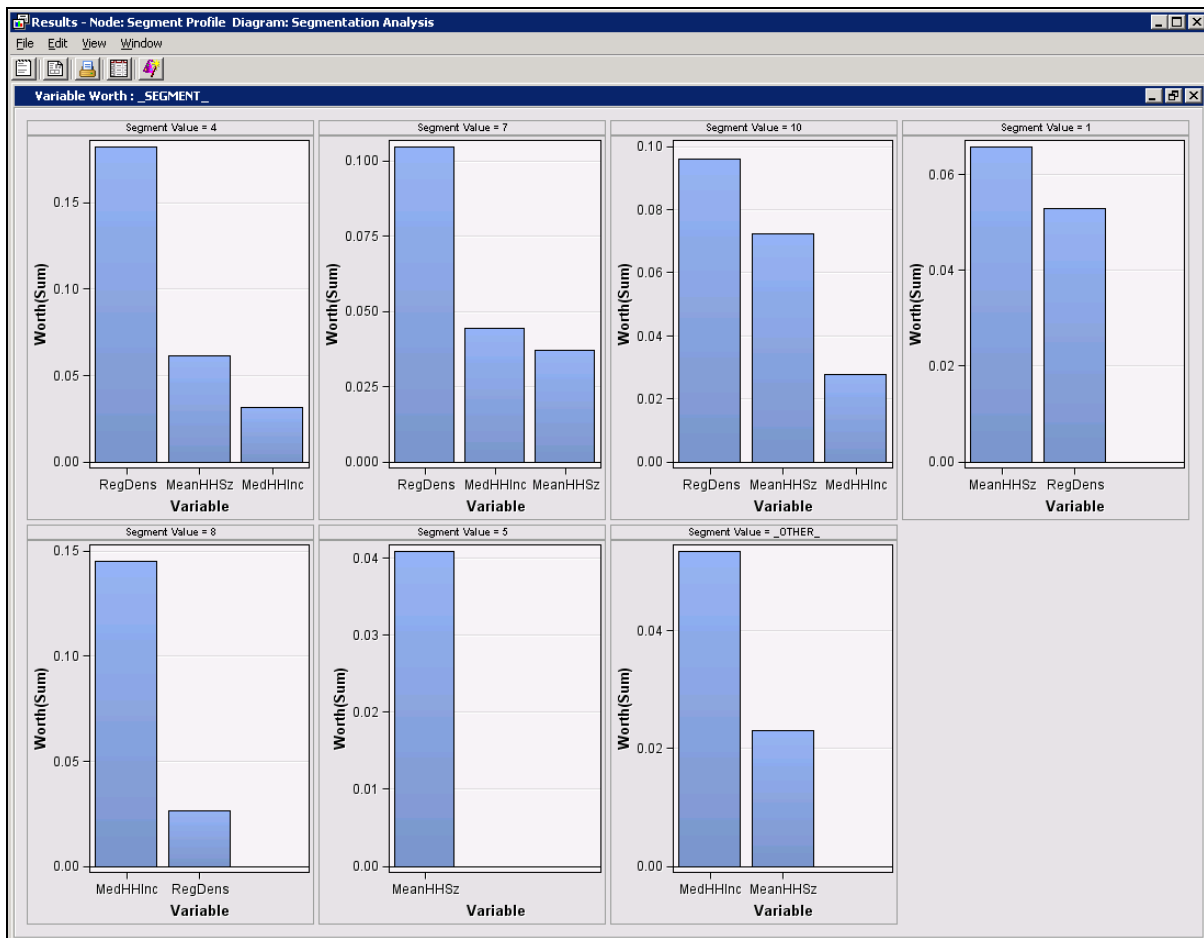 Results - Node: Segment Profile Diagram: Segmentation Analysis
File Edit View Window
Variable Worth : _SEGMENT_
Segment Value = 4
Worth(Sum)
0.15
0.10
0.05
0.00
RegDens MeanHHSz MedHHInc
Variable
Segment Value = 7
Worth(Sum)
0.100
0.075
0.050
0.025
0.000
RegDens MedHHInc MeanHHSz
Variable
Segment Value = 10
Worth(Sum)
0.10
0.08
0.06
0.04
0.02
0.00
RegDens MeanHHSz MedHHInc
Variable
Segment Value = 1
Worth(Sum)
0.06
0.04
0.02
0.00
MeanHHSz RegDens
Variable
Segment Value = 8
Worth(Sum)
0.15
0.10
0.05
0.00
MedHHInc RegDens
Variable
Segment Value = 5
Worth(Sum)
0.04
0.03
0.02
0.01
0.00
MeanHHSz
Variable
Segment Value = _OTHER_
Worth(Sum)
0.04
0.02
0.00
MedHHInc MeanHHSz
Variable